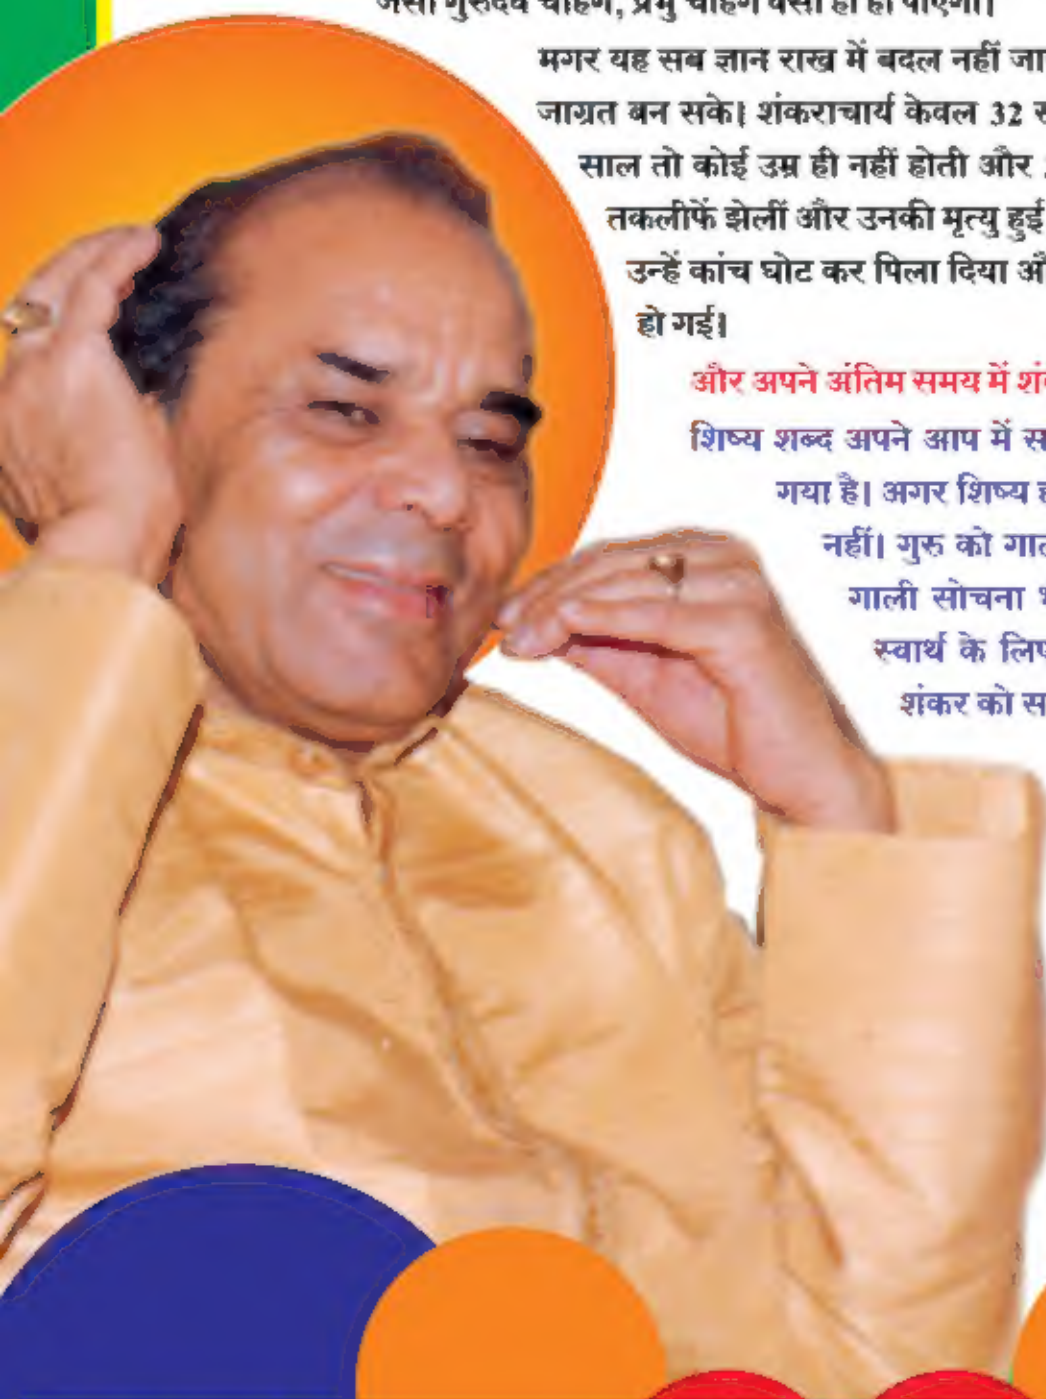 जैसा गुरुदेव चाहेंगे, प्रभु चाहेंगे वैसा ही हो पाएगा।
मगर यह सब ज्ञान राख में बदल नहीं जा
जाग्रत बन सके। शंकराचार्य केवल 32
साल तो कोई उम्र ही नहीं होती और
तकलीफें झेलीं और उनकी मृत्यु हुई
उन्हें कांच घोट कर पिला दिया औ
हो गई।
और अपने अंतिम समय में शं
शिष्य शब्द अपने आप में स
गया है। अगर शिष्य
नहीं। गुरु को गाल
गाली सोचना
स्वार्थ के लिए
शंकर को स